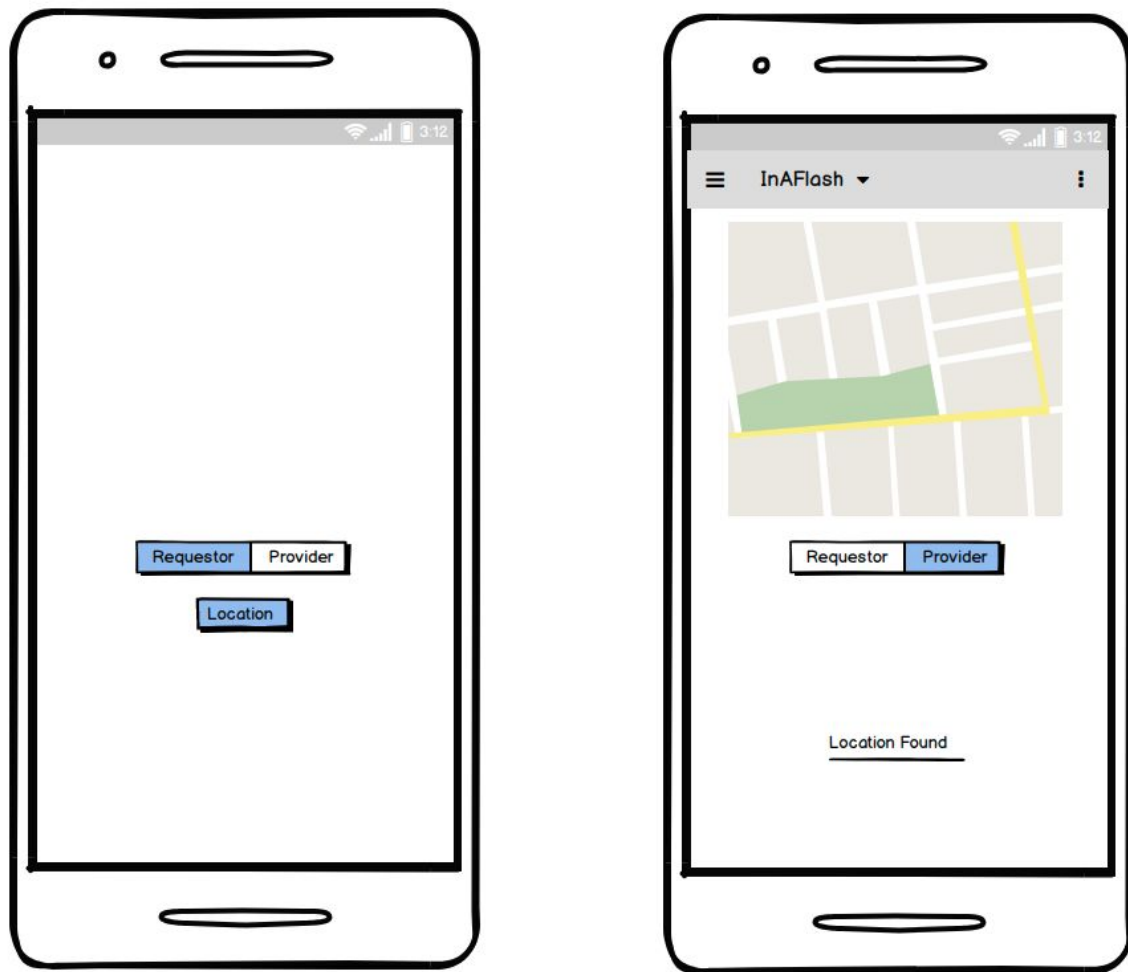 3:12
Requestor Provider
Location
3:12
InAFlash
Requestor Provider
Location Found